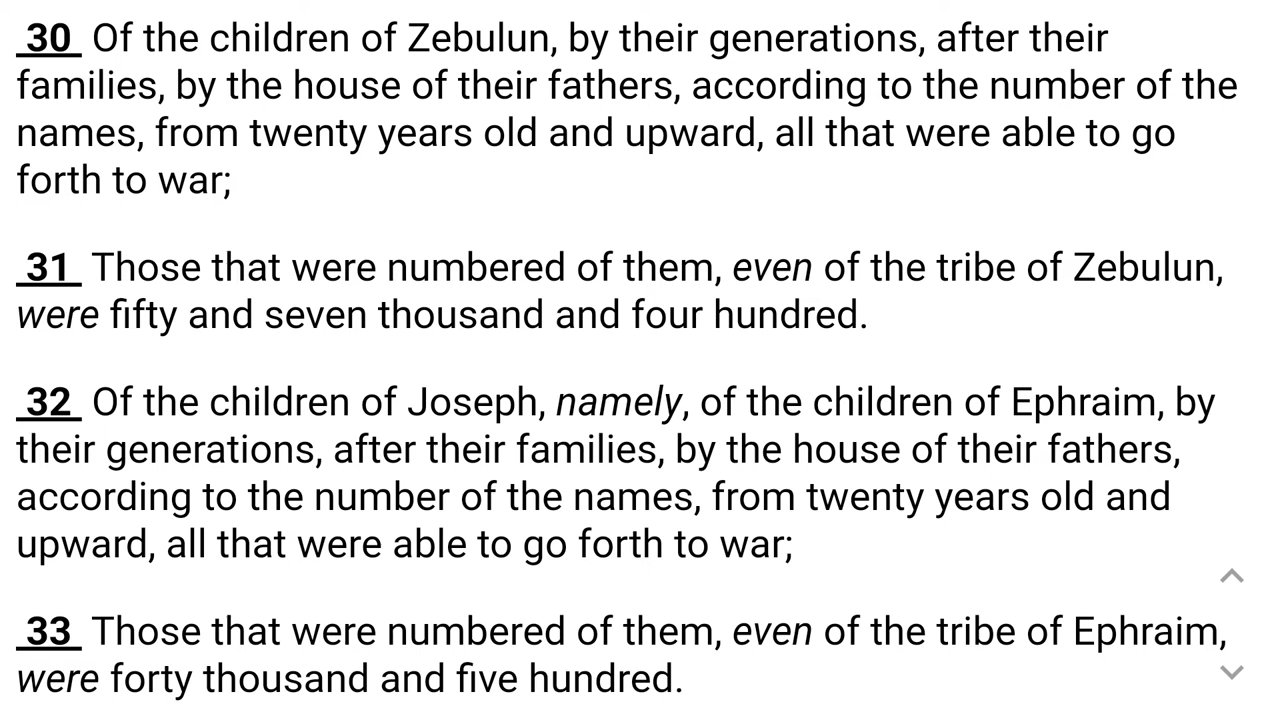 30 Of the children of Zebulun, by their generations, after their
families, by the house of their fathers, according to the number of the
names, from twenty years old and upward, all that were able to go
forth to war;
31 Those that were numbered of them, even of the tribe of Zebulun,
were fifty and seven thousand and four hundred.
32 Of the children of Joseph, namely, of the children of Ephraim, by
their generations, after their families, by the house of their fathers,
according to the number of the names, from twenty years old and
upward, all that were able to go forth to war;
33 Those that were numbered of them, even of the tribe of Ephraim,
were forty thousand and five hundred.